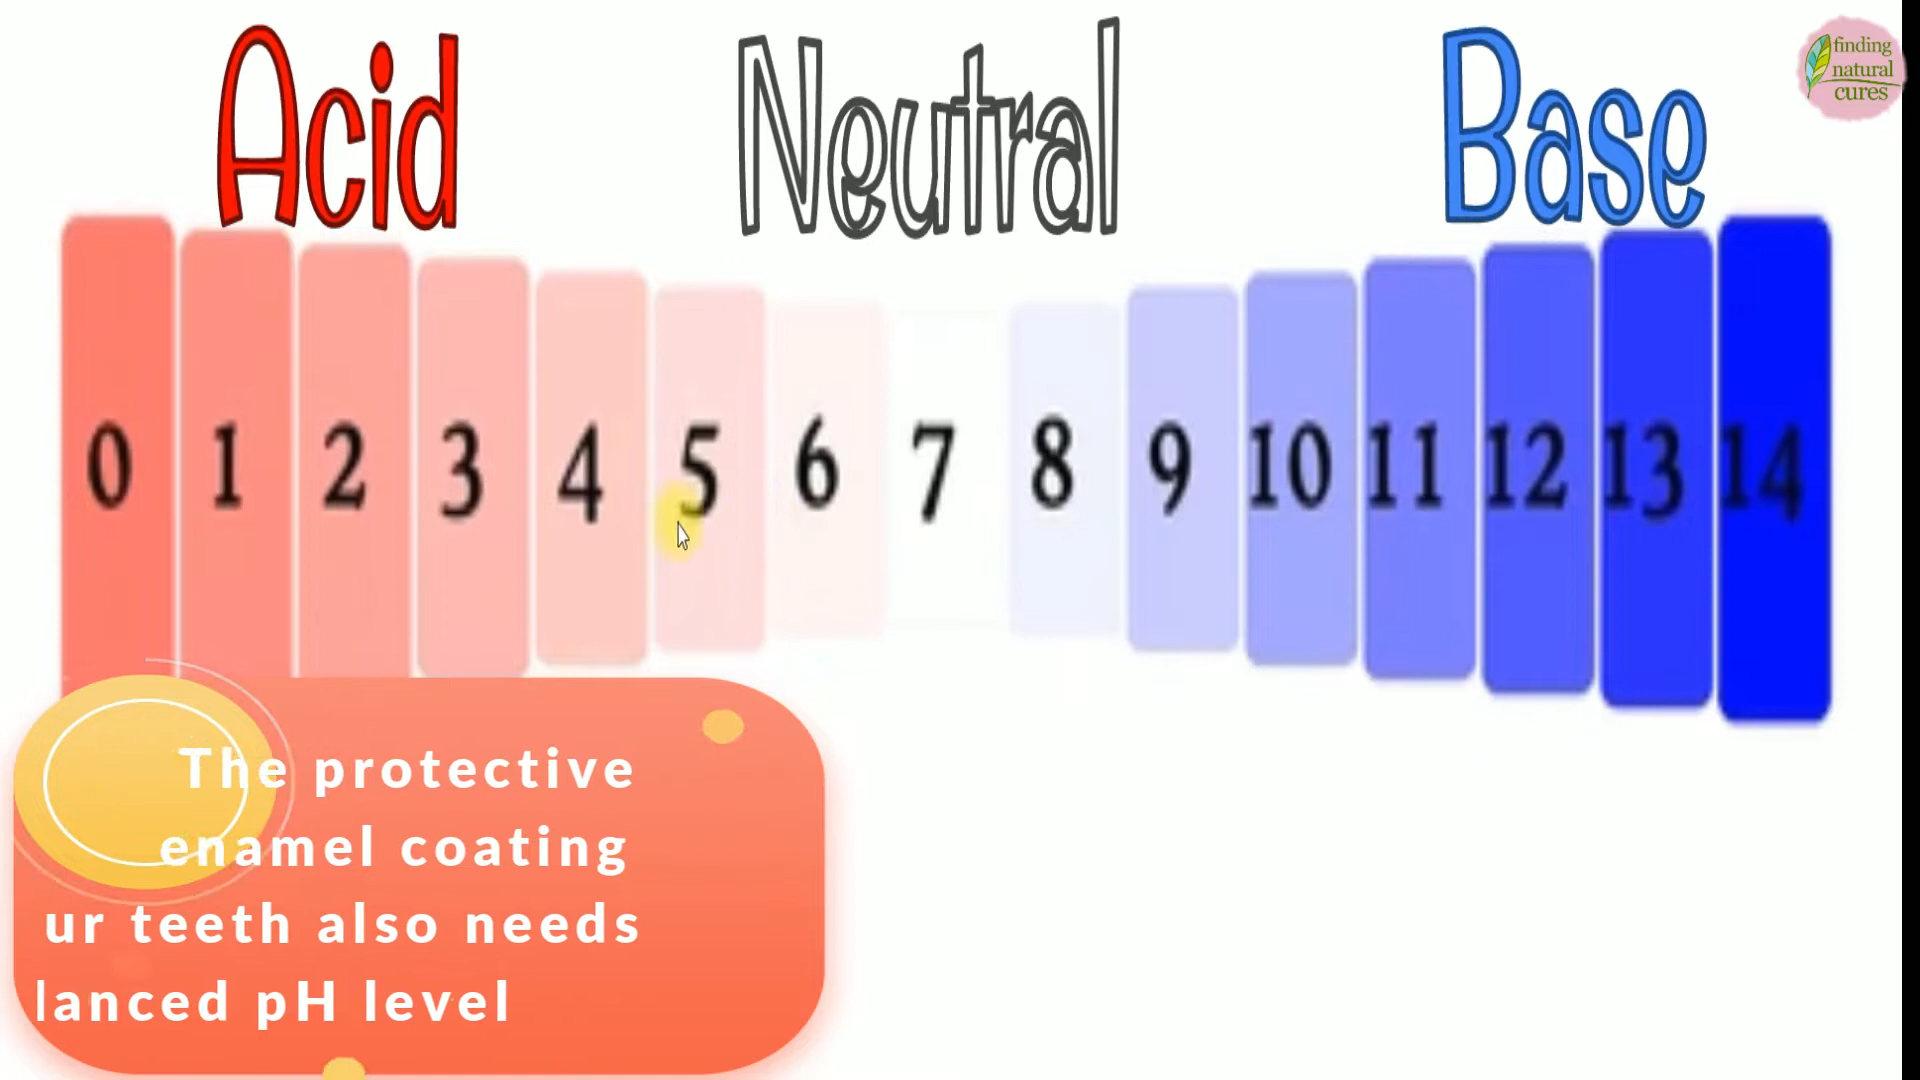 Acid Neutral Base
finding
natural
cures
0 1 2 3 4 5 6 7 8 9 10 11 12 13 14
The protective
enamel coating
ur teeth also needs
lanced pH level